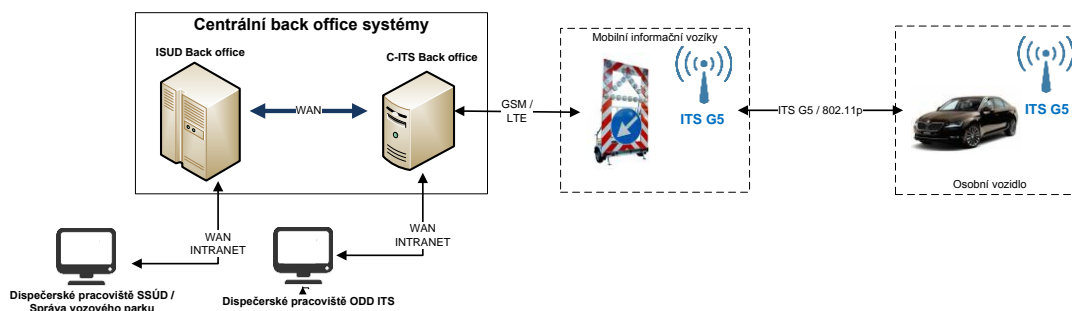 Centrální back office systémy
ISUD Back office
C-ITS Back office
WAN
GSM /
LTE
Mobilní informační vozíky
ITS G5
ITS G5 / 802.11p
ITS G5
Osobní vozidlo
WAN
INTRANET
WAN
INTRANET
Dispečerské pracoviště SSÚD /
Správa vozového parku
Dispečerské pracoviště ODD ITS